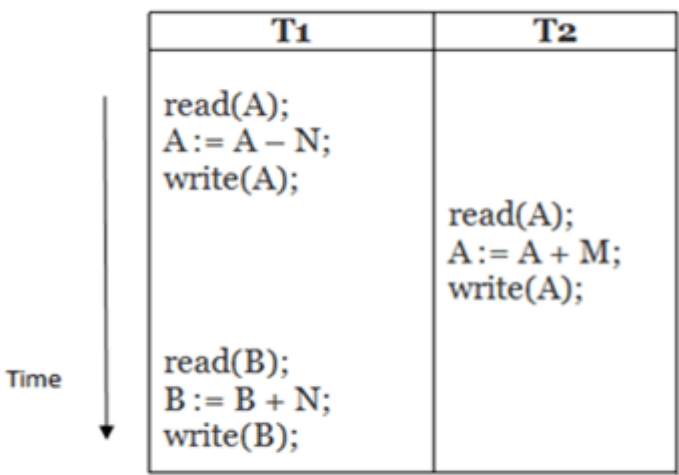 T1 T2
read(A);
A := A – N;
write(A);
read(A);
A := A + M;
write(A);
Time
read(B);
B := B + N;
write(B);